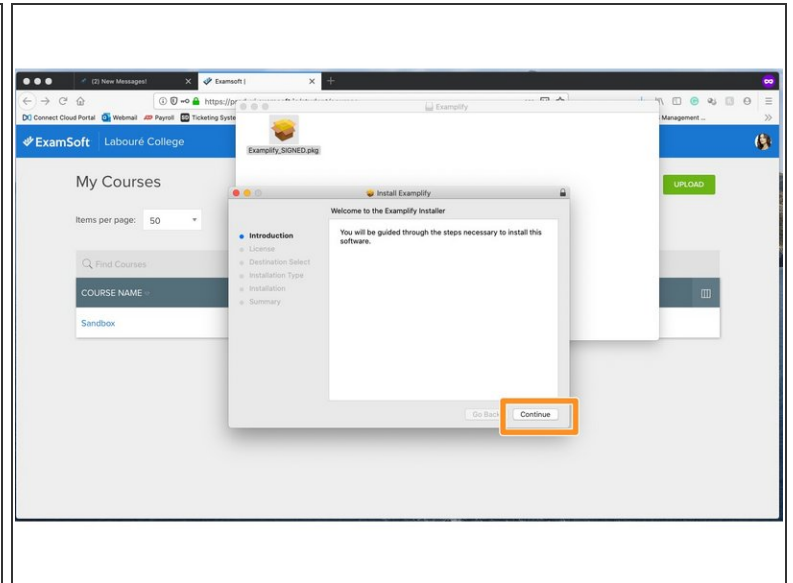 (2) New Messages!
Examsoft |
https://pr
Connect Cloud Portal
Webmail
Payroll
Ticketing Syste
Management ...
Examplify
ExamSoft
Labouré College
Examplify_SIGNED.pkg
My Courses
UPLOAD
Install Examplify
Items per page: 50
Welcome to the Examplify Installer
Introduction
License
Destination Select
Installation Type
Installation
Summary
You will be guided through the steps necessary to install this
software.
Find Courses
COURSE NAME
Sandbox
Go Back
Continue